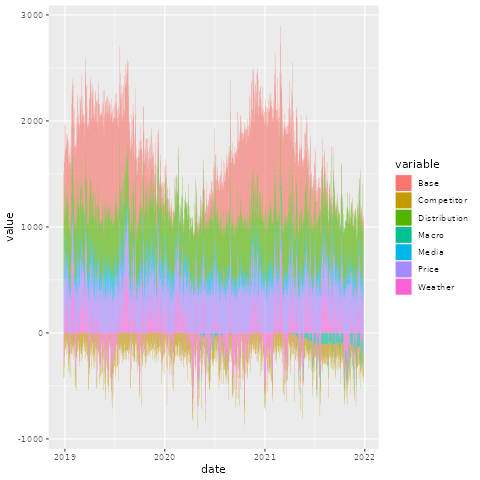 3000
2000
1000
0
-1000
value
2019
2020
2021
2022
date
variable
Base
Competitor
Distribution
Macro
Media
Price
Weather